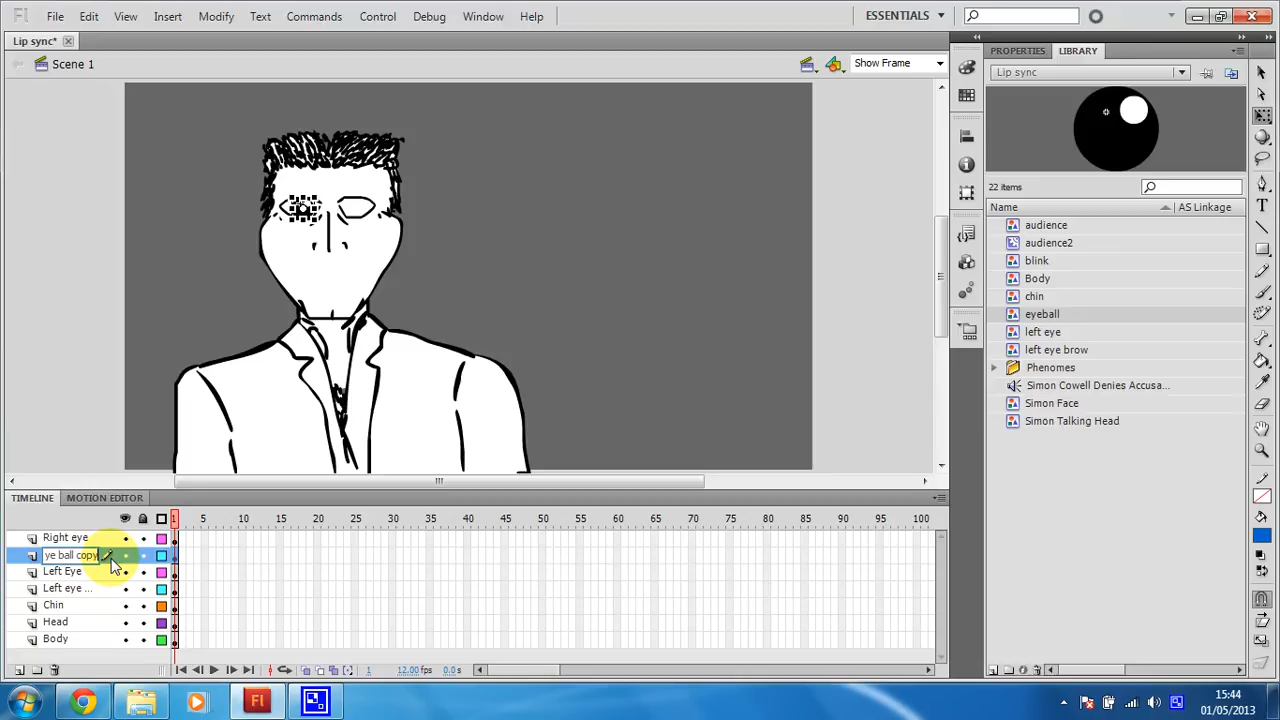 Fl File Edit View Insert Modify Text Commands Control Debug Window Help ESSENTIALS
Lip sync*
Scene 1 Show Frame
PROPERTIES LIBRARY
Lip sync
22 items
Name AS Linkage
audience
audience2
blink
Body
chin
eyeball
left eye
left eye brow
Phenomes
Simon Cowell Denies Accusa...
Simon Face
Simon Talking Head
TIMELINE MOTION EDITOR
1 5 10 15 20 25 30 35 40 45 50 55 60 65 70 75 80 85 90 95 100
Right eye
ye ball copy
Left Eye
Left eye ...
Chin
Head
Body
1 12.00 fps 0.0 s
Fl
15:44
01/05/2013